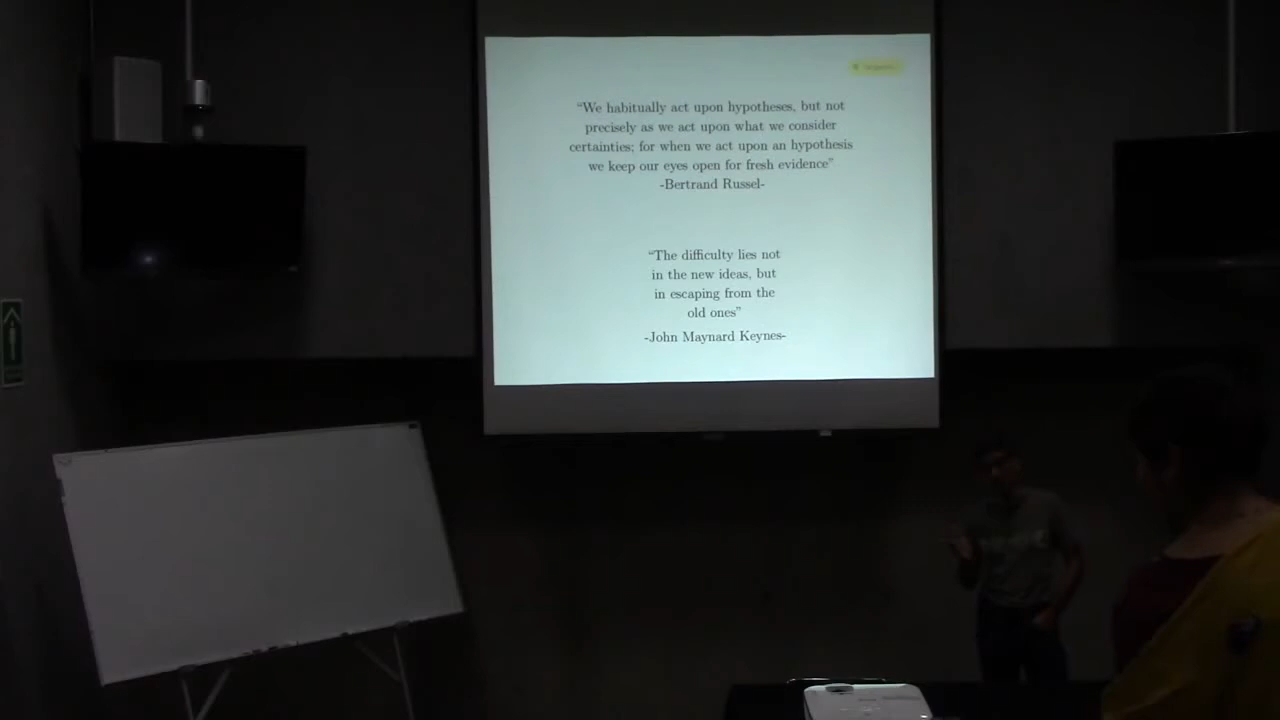 “We habitually act upon hypotheses, but not
precisely as we act upon what we consider
certainties; for when we act upon an hypothesis
we keep our eyes open for fresh evidence”
-Bertrand Russel-
“The difficulty lies not
in the new ideas, but
in escaping from the
old ones”
-John Maynard Keynes-